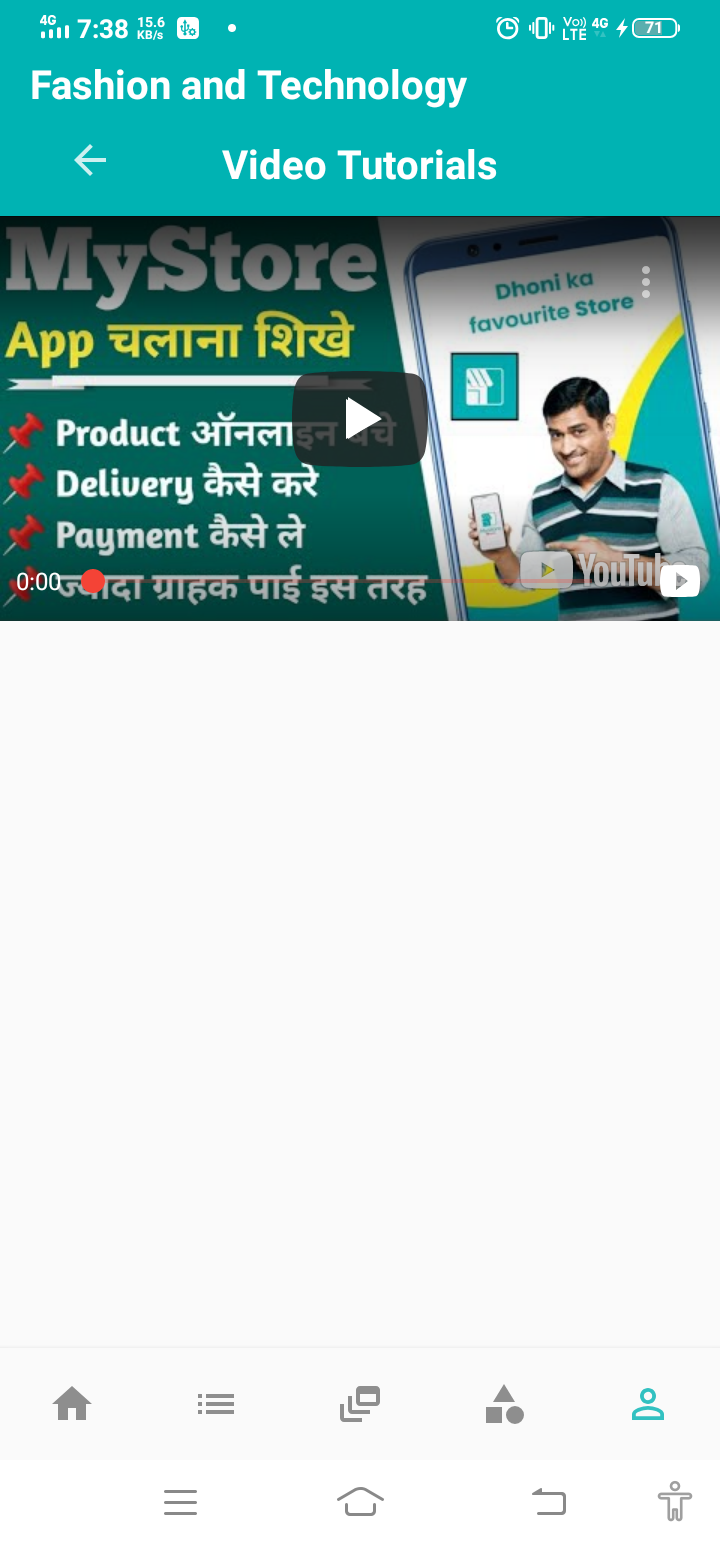 4G 7:38 15.6 KB/s Vo)) LTE 4G 71
Fashion and Technology
Video Tutorials
MyStore
App चलाना शिखे
Product ऑनलाइन बेचे
Delivery कैसे करे
Payment कैसे ले
ज्यादा ग्राहक पाई इस तरह
Dhoni ka
favourite Store
0:00
YouTube